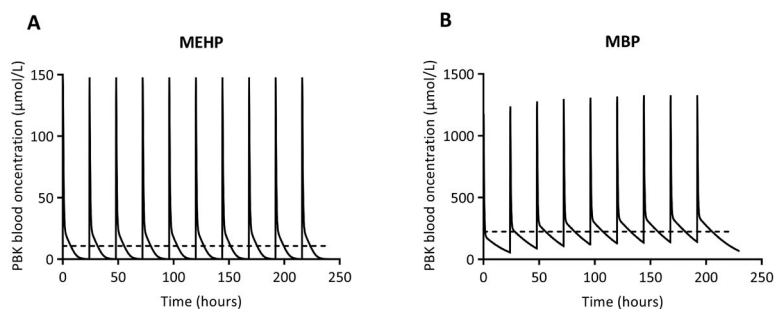 A
MEHP
PBK blood oncentration (µmol/L)
150
100
50
0
0 50 100 150 200 250
Time (hours)
B
MBP
PBK blood oncentration (µmol/L)
1500
1000
500
0
0 50 100 150 200 250
Time (hours)